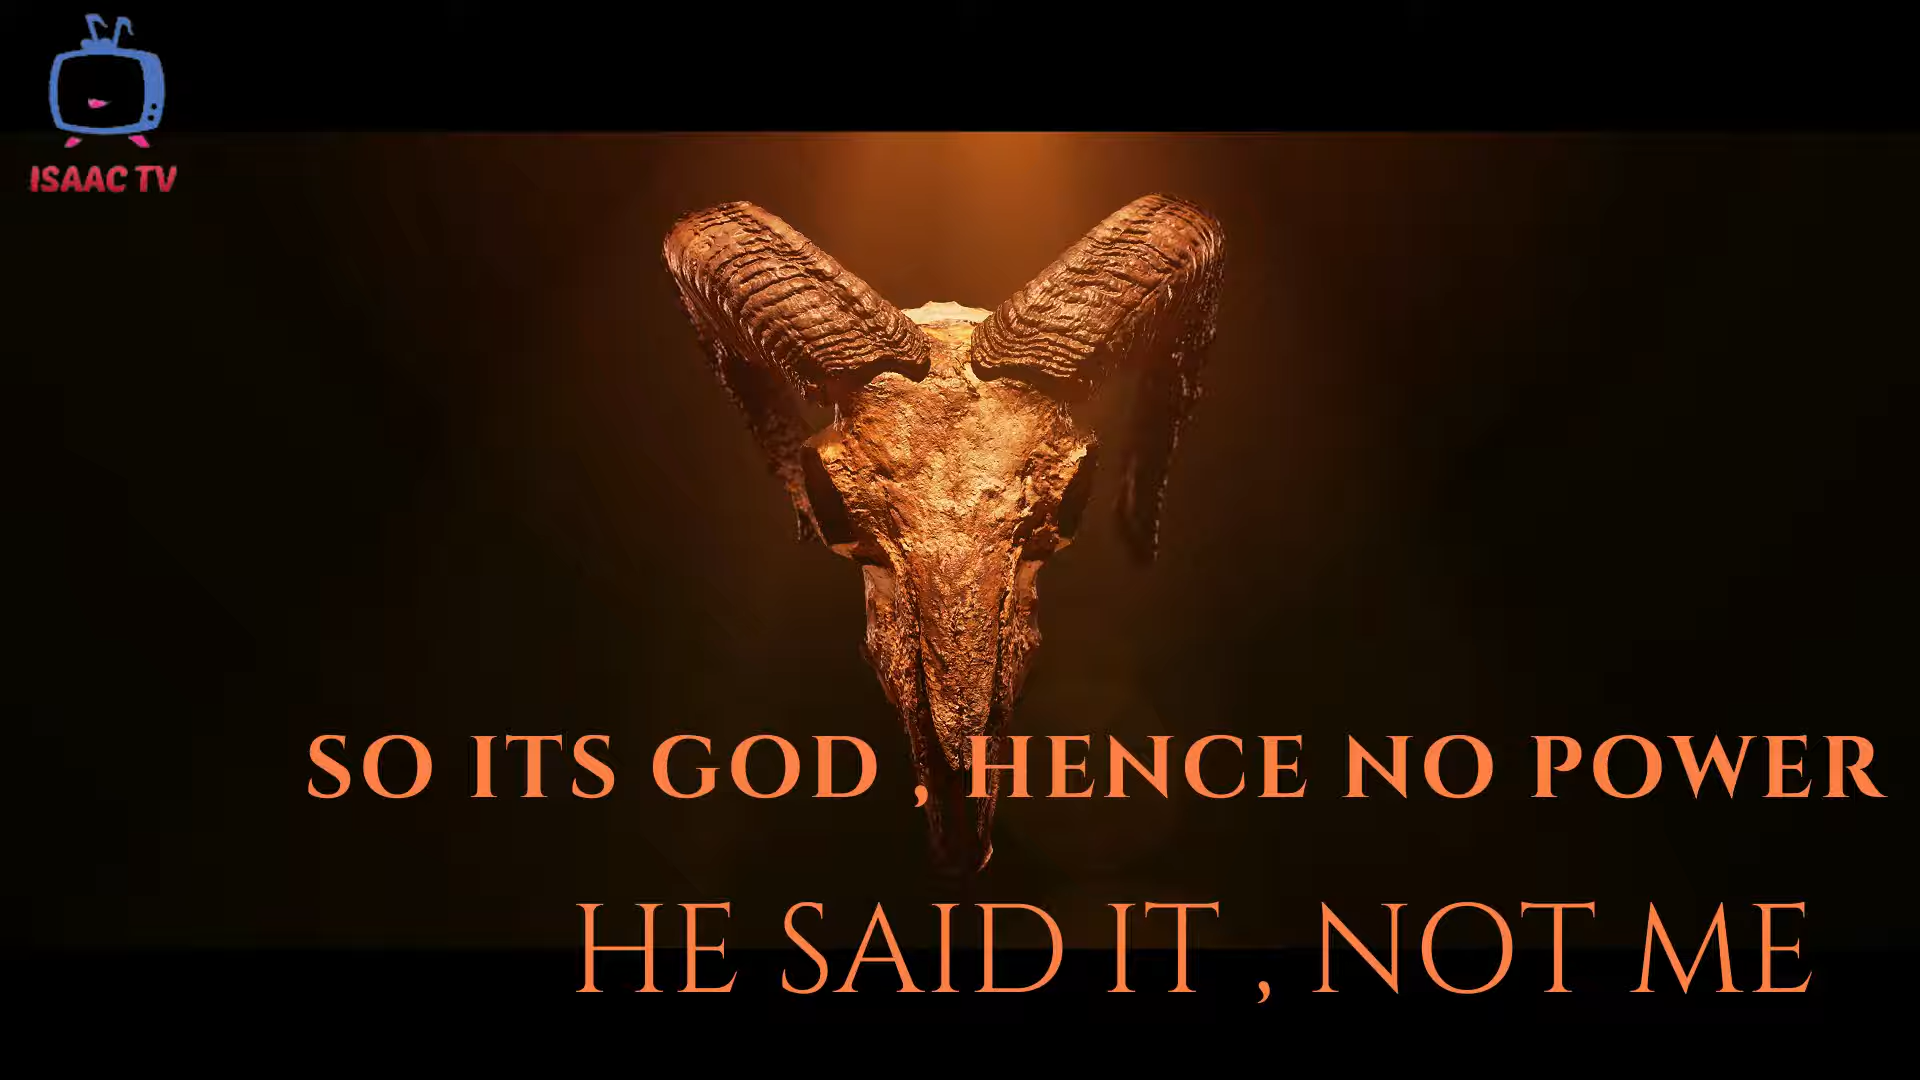 ISAAC TV
SO ITS GOD , HENCE NO POWER
HE SAID IT , NOT ME